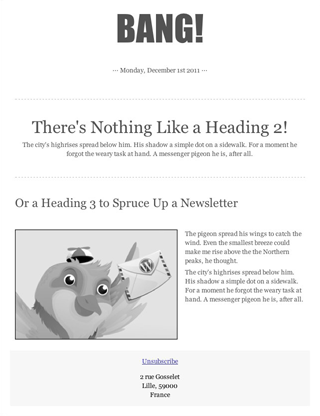 BANG!
··· Monday, December 1st 2011 ···
There's Nothing Like a Heading 2!
The city's highrises spread below him. His shadow a simple dot on a sidewalk. For a moment he
forgot the weary task at hand. A messenger pigeon he is, after all.
Or a Heading 3 to Spruce Up a Newsletter
The pigeon spread his wings to catch the
wind. Even the smallest breeze could
make me rise above the the Northern
peaks, he thought.
The city's highrises spread below him.
His shadow a simple dot on a sidewalk.
For a moment he forgot the weary task at
hand. A messenger pigeon he is, after all.
Unsubscribe
2 rue Gosselet
Lille, 59000
France